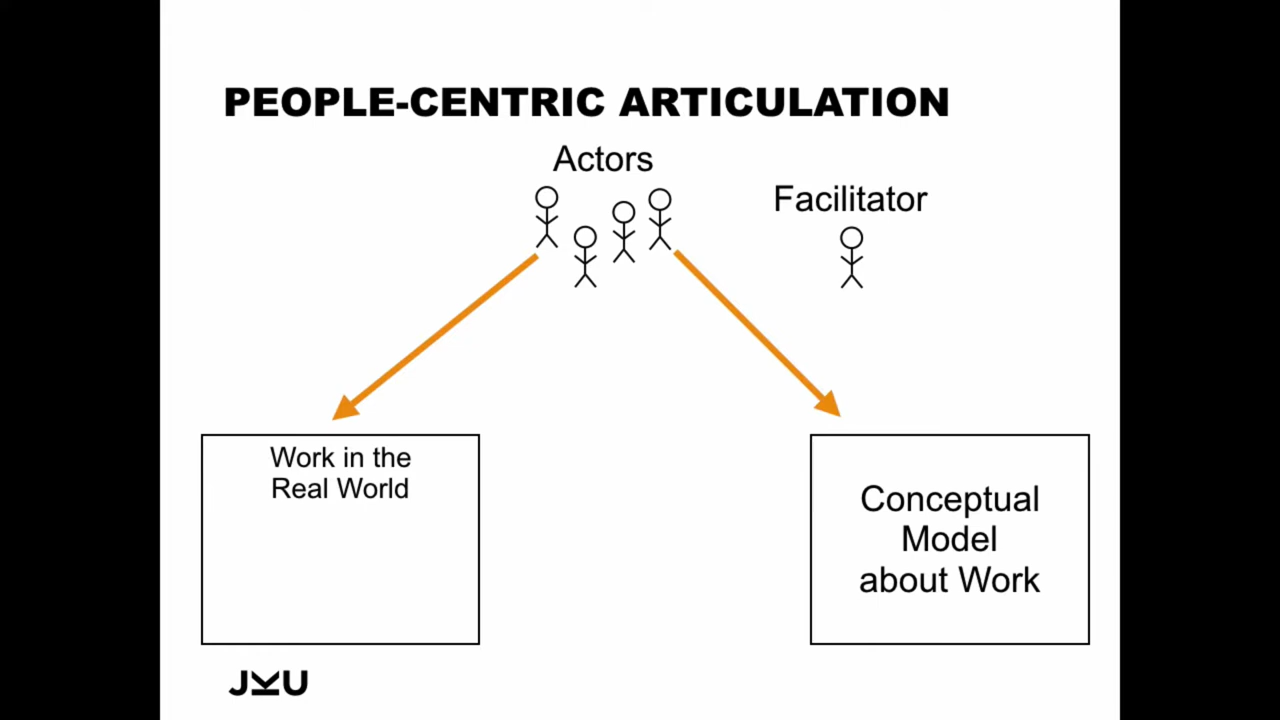 PEOPLE-CENTRIC ARTICULATION
Actors
Facilitator
Work in the
Real World
Conceptual
Model
about Work
JKU